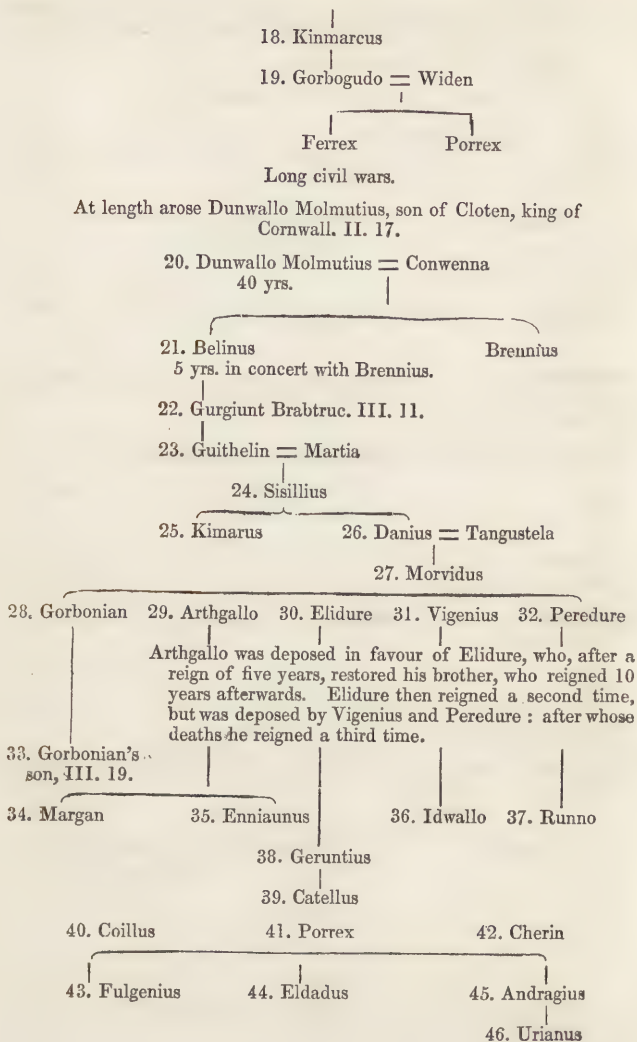 18. Kinmarcus
19. Gorbogudo = Widen
Ferrex Porrex
Long civil wars.
At length arose Dunwallo Molmutius, son of Cloten, king of
Cornwall. II. 17.
20. Dunwallo Molmutius = Conwenna
40 yrs.
21. Belinus Brennius
5 yrs. in concert with Brennius.
22. Gurgiunt Brabtruc. III. 11.
23. Guithelin = Martia
24. Sisillius
25. Kimarus 26. Danius = Tangustela
27. Morvidus
28. Gorbonian 29. Arthgallo 30. Elidure 31. Vigenius 32. Peredure
Arthgallo was deposed in favour of Elidure, who, after a
reign of five years, restored his brother, who reigned 10
years afterwards. Elidure then reigned a second time,
but was deposed by Vigenius and Peredure : after whose
deaths he reigned a third time.
33. Gorbonian's
son, III. 19.
34. Margan 35. Enniaunus 36. Idwallo 37. Runno
38. Geruntius
39. Catellus
40. Coillus 41. Porrex 42. Cherin
43. Fulgenius 44. Eldadus 45. Andragius
46. Urianus